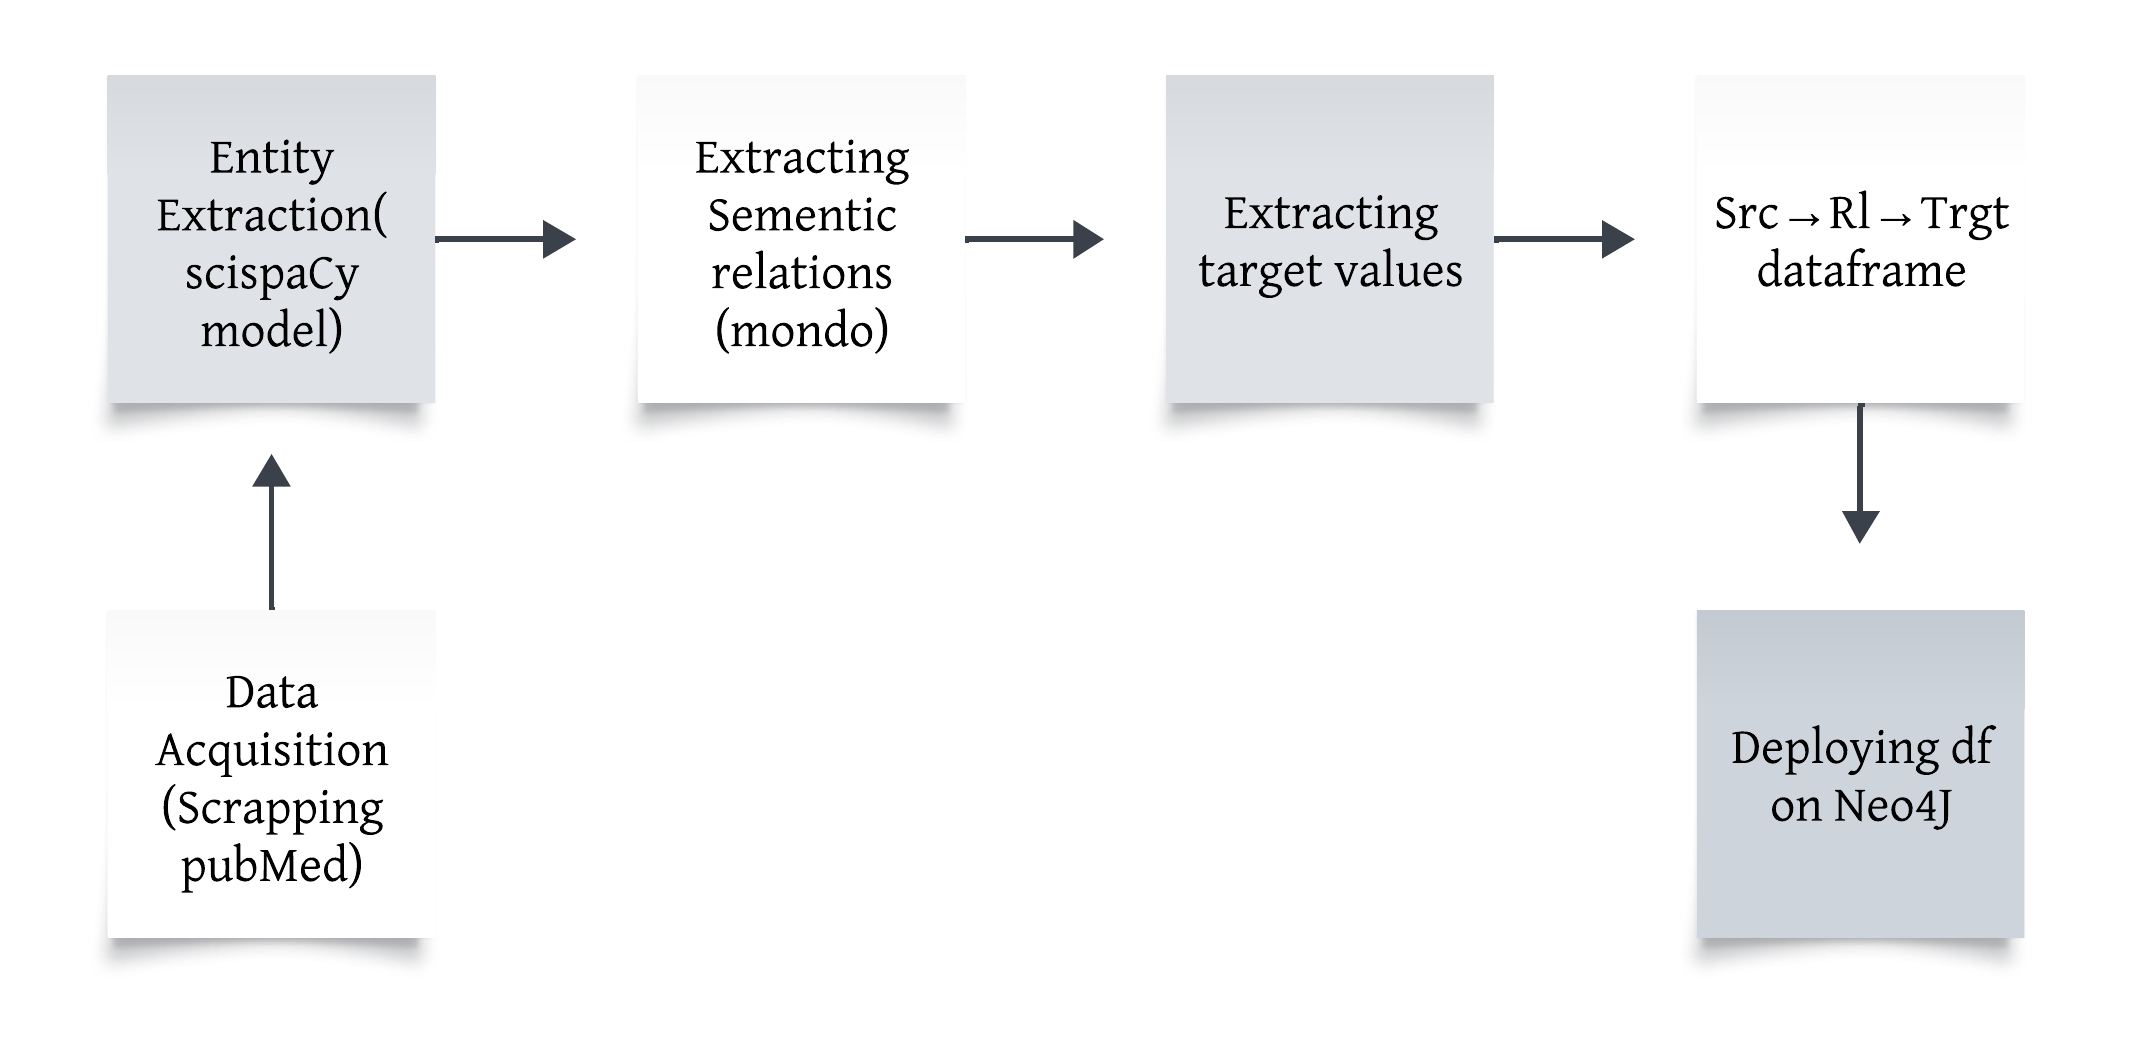 Entity
Extraction(
scispaCy
model)
Extracting
Sementic
relations
(mondo)
Extracting
target values
Src→Rl→Trgt
dataframe
Data
Acquisition
(Scrapping
pubMed)
Deploying df
on Neo4J